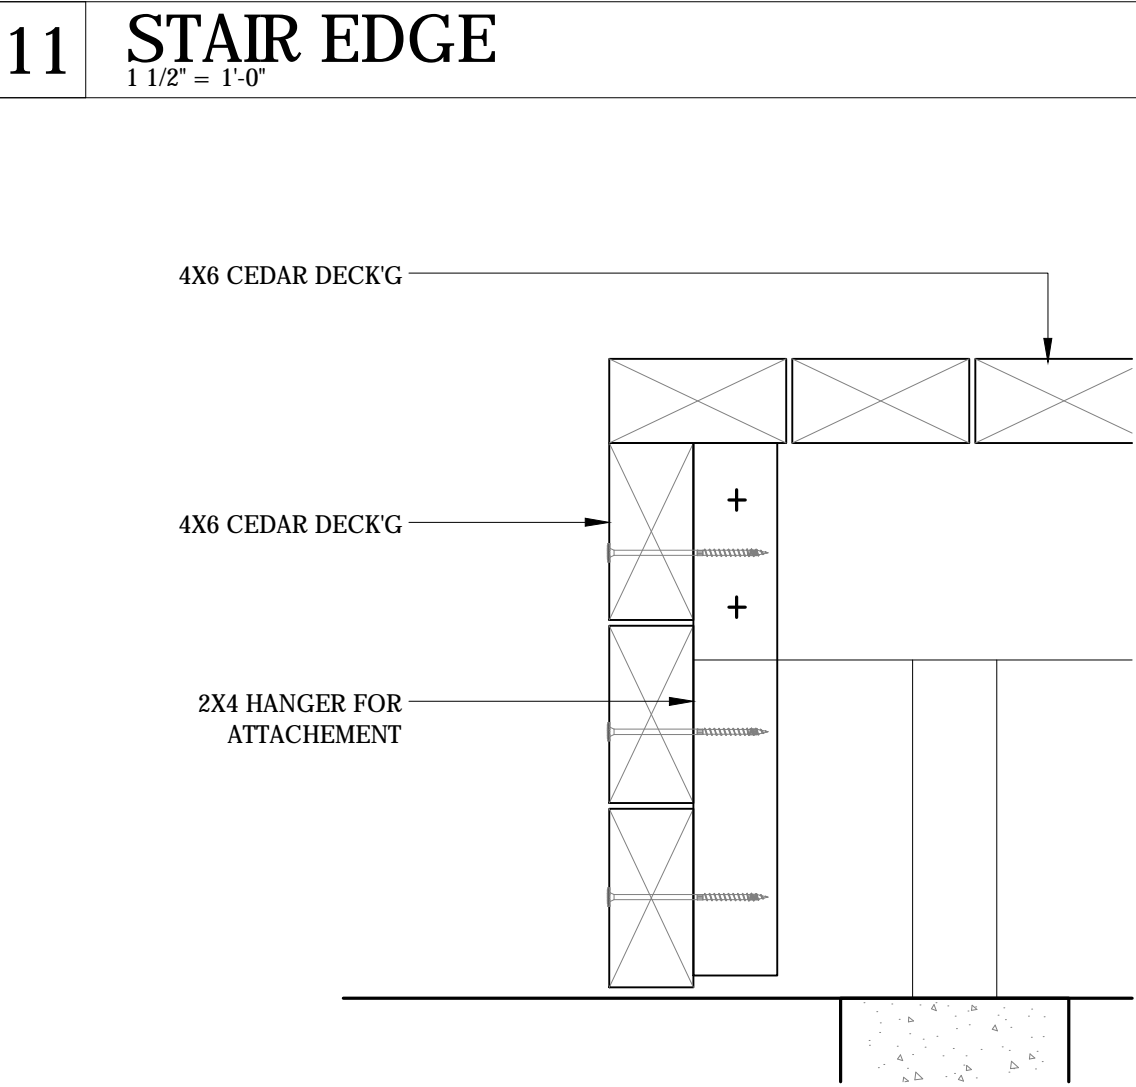 11
STAIR EDGE
1 1/2" = 1'-0"
4X6 CEDAR DECK'G
4X6 CEDAR DECK'G
2X4 HANGER FOR
ATTACHEMENT